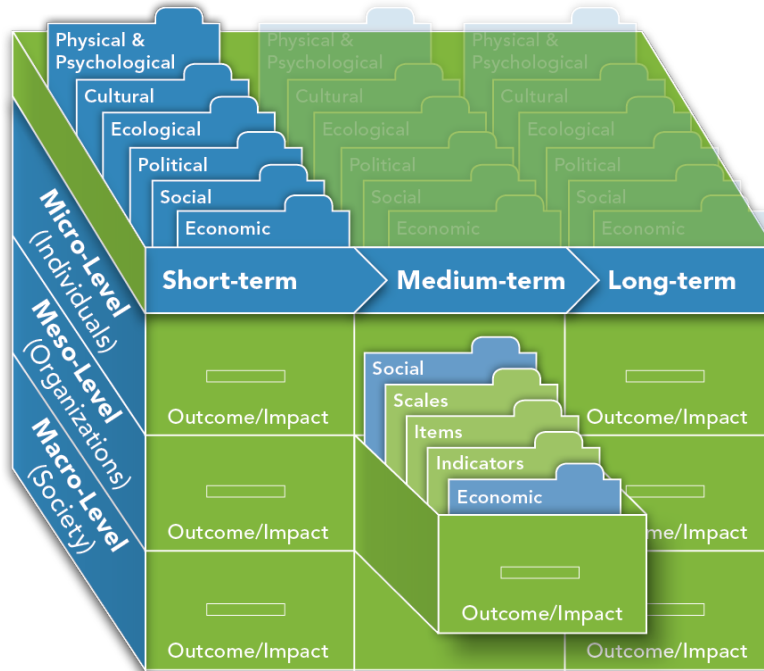 Physical &
Psychological
Cultural
Ecological
Political
Social
Economic
Physical &
Psychological
Cultural
Ecological
Political
Social
Economic
Physical &
Psychological
Cultural
Ecological
Political
Social
Economic
Short-term
Medium-term
Long-term
Micro-Level
(Individuals)
Meso-Level
(Organizations)
Macro-Level
(Society)
Outcome/Impact
Social
Scales
Items
Indicators
Economic
Outcome/Impact
Outcome/Impact
Outcome/Impact
ome/Impact
Outcome/Impact
Outcome/Impact